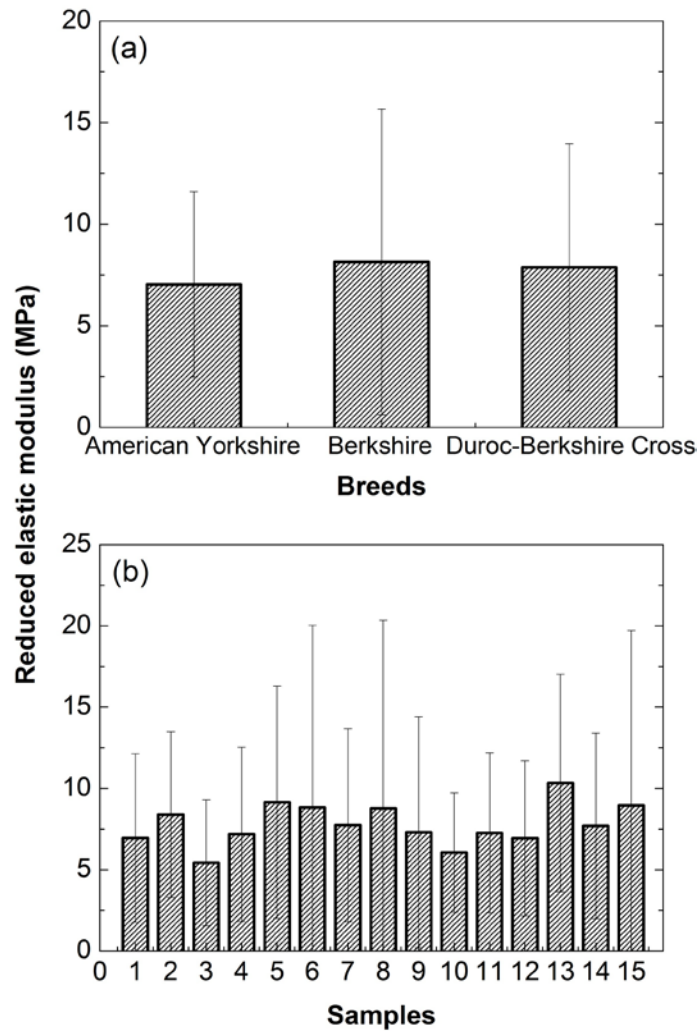 20
(a)
15
10
5
0
American Yorkshire Berkshire Duroc-Berkshire Cross
Breeds
Reduced elastic modulus (MPa)
25
(b)
20
15
10
5
0
0 1 2 3 4 5 6 7 8 9 10 11 12 13 14 15
Samples